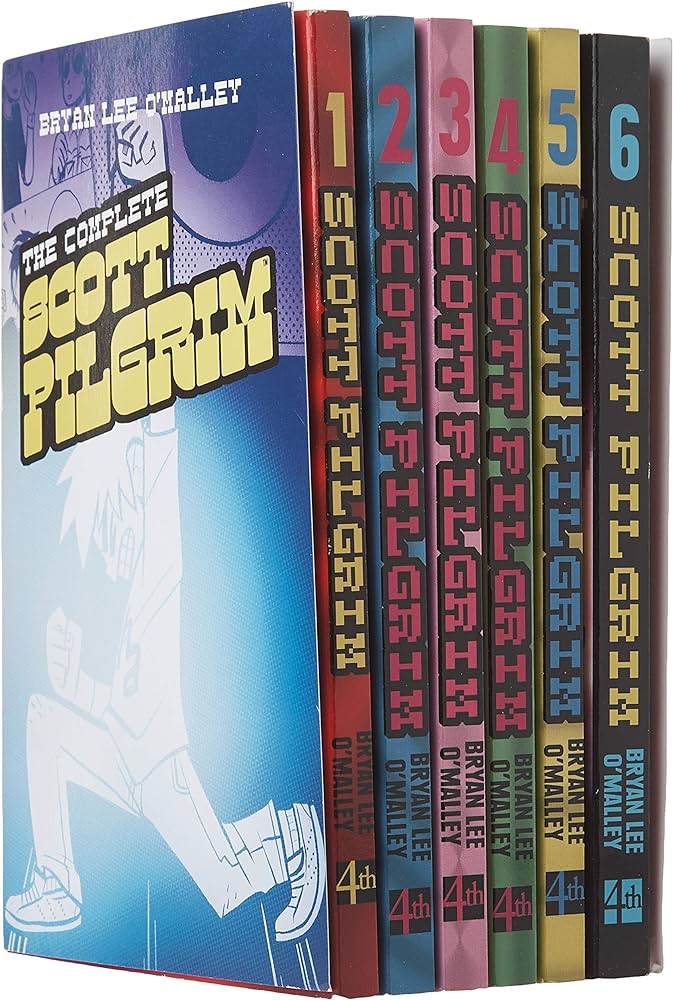 BRYAN LEE O'MALLEY
THE COMPLETE
SCOTT
PILGRIM
1 SCOTT PILGRIM BRYAN LEE O'MALLEY 4th
2 SCOTT PILGRIM BRYAN LEE O'MALLEY 4th
3 SCOTT PILGRIM BRYAN LEE O'MALLEY 4th
4 SCOTT PILGRIM BRYAN LEE O'MALLEY 4th
5 SCOTT PILGRIM BRYAN LEE O'MALLEY 4th
6 SCOTT PILGRIM BRYAN LEE O'MALLEY 4th